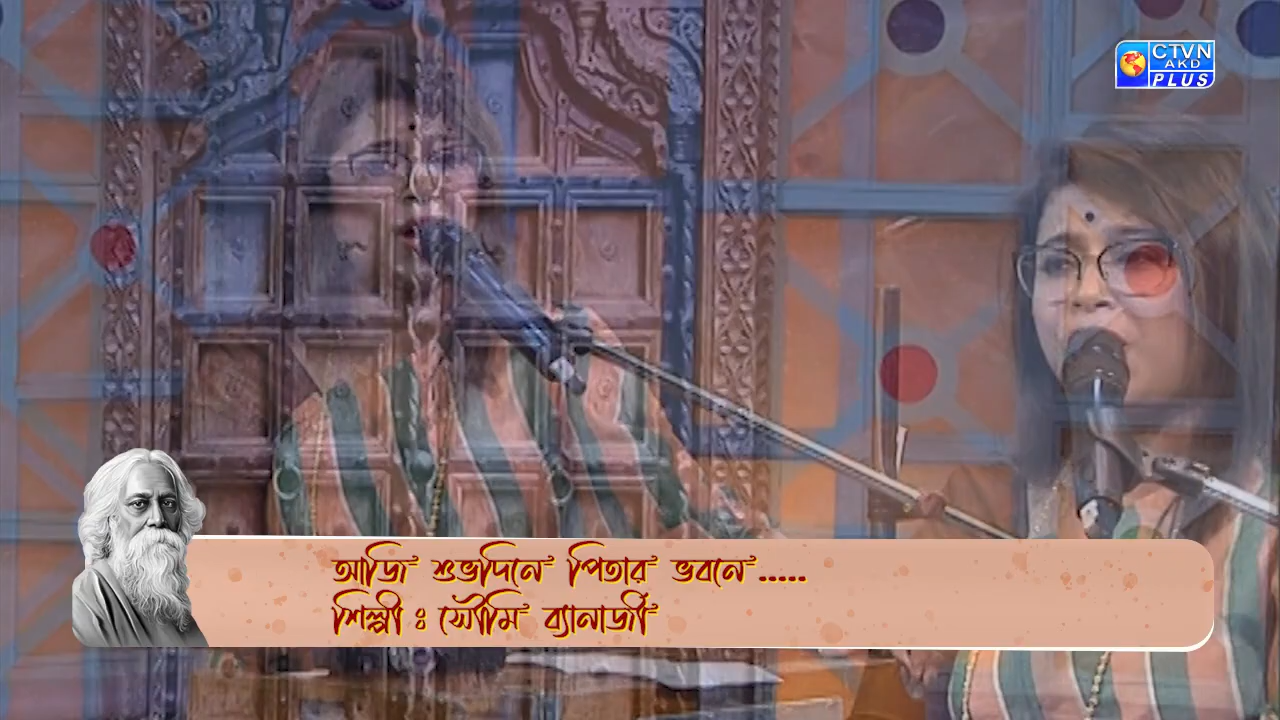 CTVN
AKD
PLUS
আজি শুভদিনে পিতার ভবনে.....
শিল্পী ঃ সৌমি ব্যানার্জী